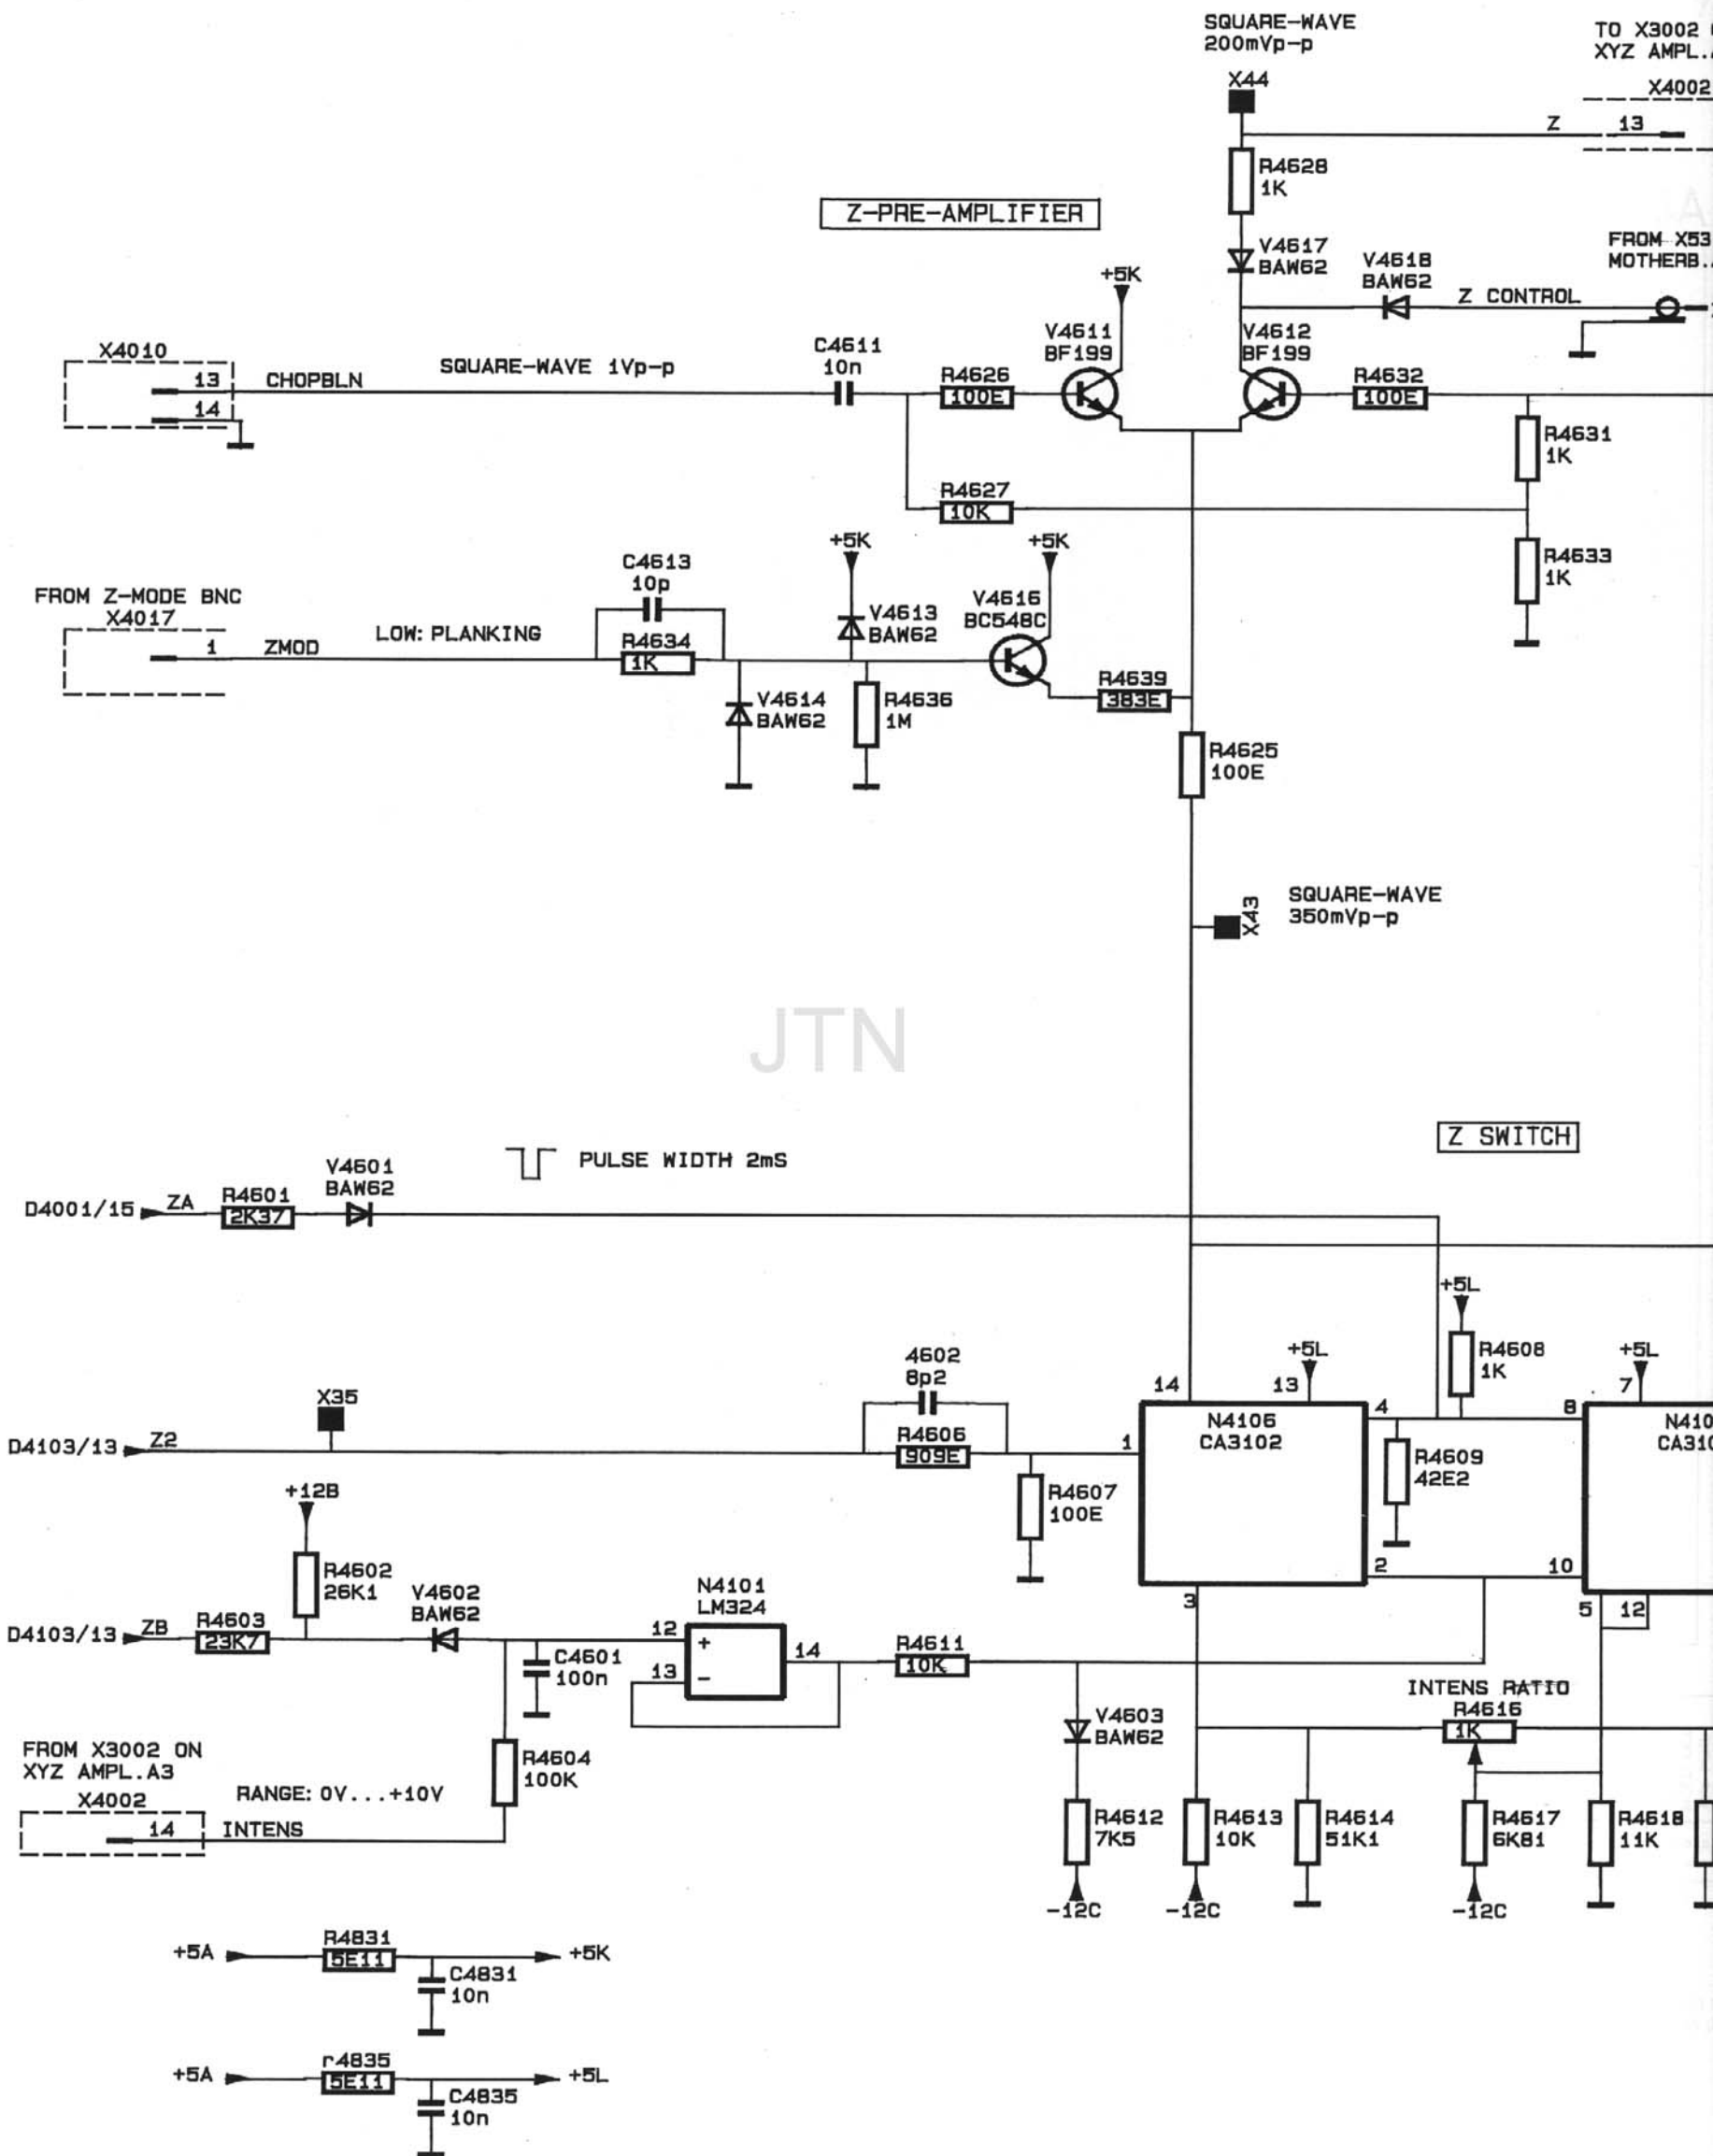 SQUARE-WAVE
200mVp-p
TO X3002
XYZ AMPL.
X44
X4002
Z
13
R4628
1K
Z-PRE-AMPLIFIER
FROM X53
MOTHERB.
+5K
V4617
BAW62
V4618
BAW62
Z CONTROL
X4010
SQUARE-WAVE 1Vp-p
C4611
10n
V4611
BF199
V4612
BF199
13
CHOPBLN
R4626
100E
R4632
100E
14
R4631
1K
R4627
10K
+5K
+5K
C4613
10p
R4633
1K
FROM Z-MODE BNC
X4017
V4613
BAW62
V4616
BC548C
LOW: PLANKING
1
ZMOD
R4634
1K
R4639
383E
V4614
BAW62
R4636
1M
R4625
100E
X43
SQUARE-WAVE
350mVp-p
JTN
Z SWITCH
V4601
BAW62
PULSE WIDTH 2mS
D4001/15
ZA
R4601
2K37
+5L
4602
8p2
+5L
R4608
1K
+5L
X35
14
13
7
D4103/13
Z2
R4606
909E
1
N4106
CA3102
4
8
N410
CA310
R4609
42E2
+12B
R4607
100E
R4602
26K1
V4602
BAW62
N4101
LM324
2
10
3
5
12
D4103/13
ZB
R4603
23K7
12
+
13
-
14
C4601
100n
R4611
10K
INTENS RATIO
R4616
1K
V4603
BAW62
FROM X3002 ON
XYZ AMPL.A3
R4604
100K
X4002
RANGE: 0V...+10V
14
INTENS
R4612
7K5
R4613
10K
R4614
51K1
R4617
6K81
R4618
11K
-12C
-12C
-12C
+5A
R4831
5E11
+5K
C4831
10n
+5A
r4835
5E11
+5L
C4835
10n